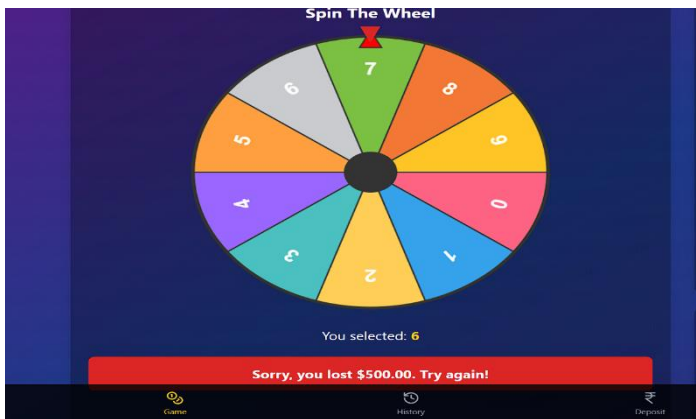 Spin The Wheel
7
6
8
5
9
4
0
3
1
2
You selected: 6
Sorry, you lost $500.00. Try again!
Game
History
Deposit